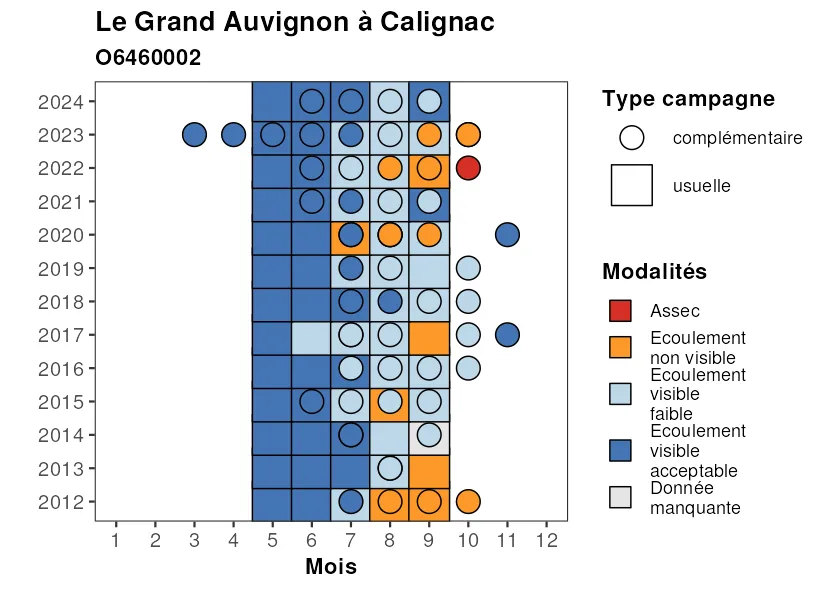 Le Grand Auvignon à Calignac
O6460002
2024
2023
2022
2021
2020
2019
2018
2017
2016
2015
2014
2013
2012
1 2 3 4 5 6 7 8 9 10 11 12
Mois
Type campagne
complémentaire
usuelle
Modalités
Assec
Ecoulement
non visible
Ecoulement
visible
faible
Ecoulement
visible
acceptable
Donnée
manquante